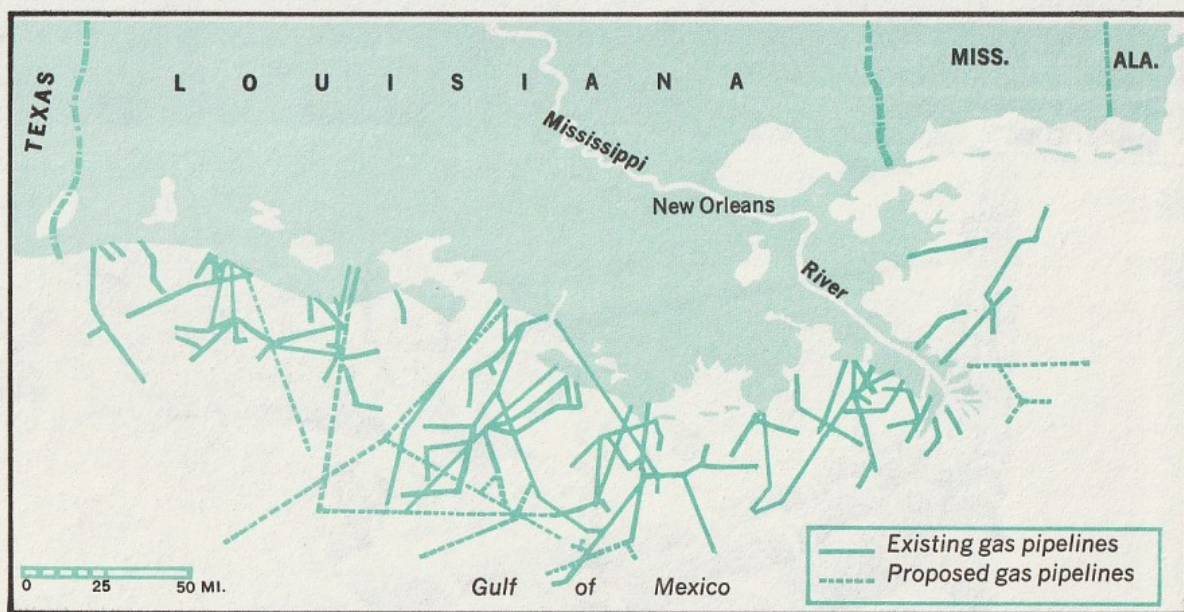 TEXAS
LOUISIANA
MISS.
ALA.
Mississippi
New Orleans
River
Existing gas pipelines
Proposed gas pipelines
0 25 50 MI.
Gulf of Mexico